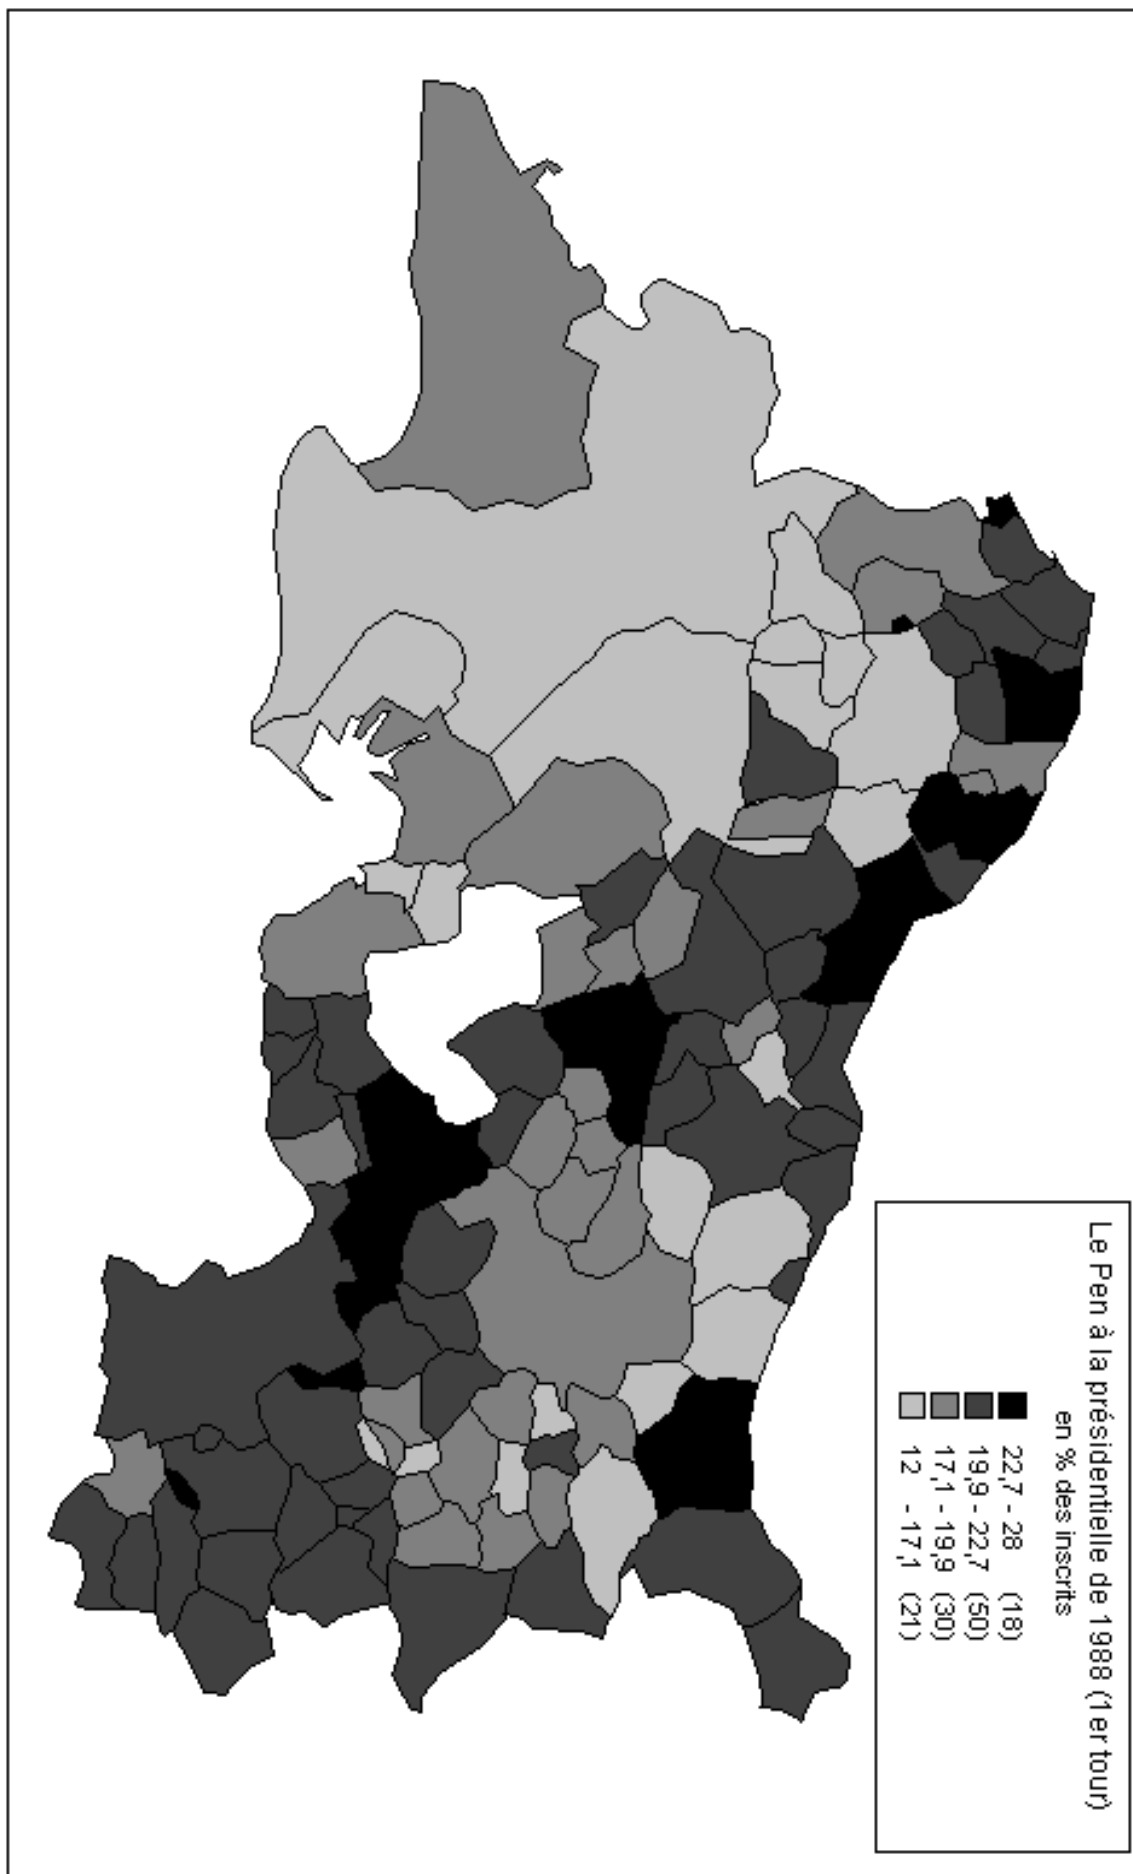 Le Pen à la présidentielle de 1988 (1er tour)
en % des inscrits
22,7 - 28 (18)
19,9 - 22,7 (50)
17,1 - 19,9 (30)
12 - 17,1 (21)